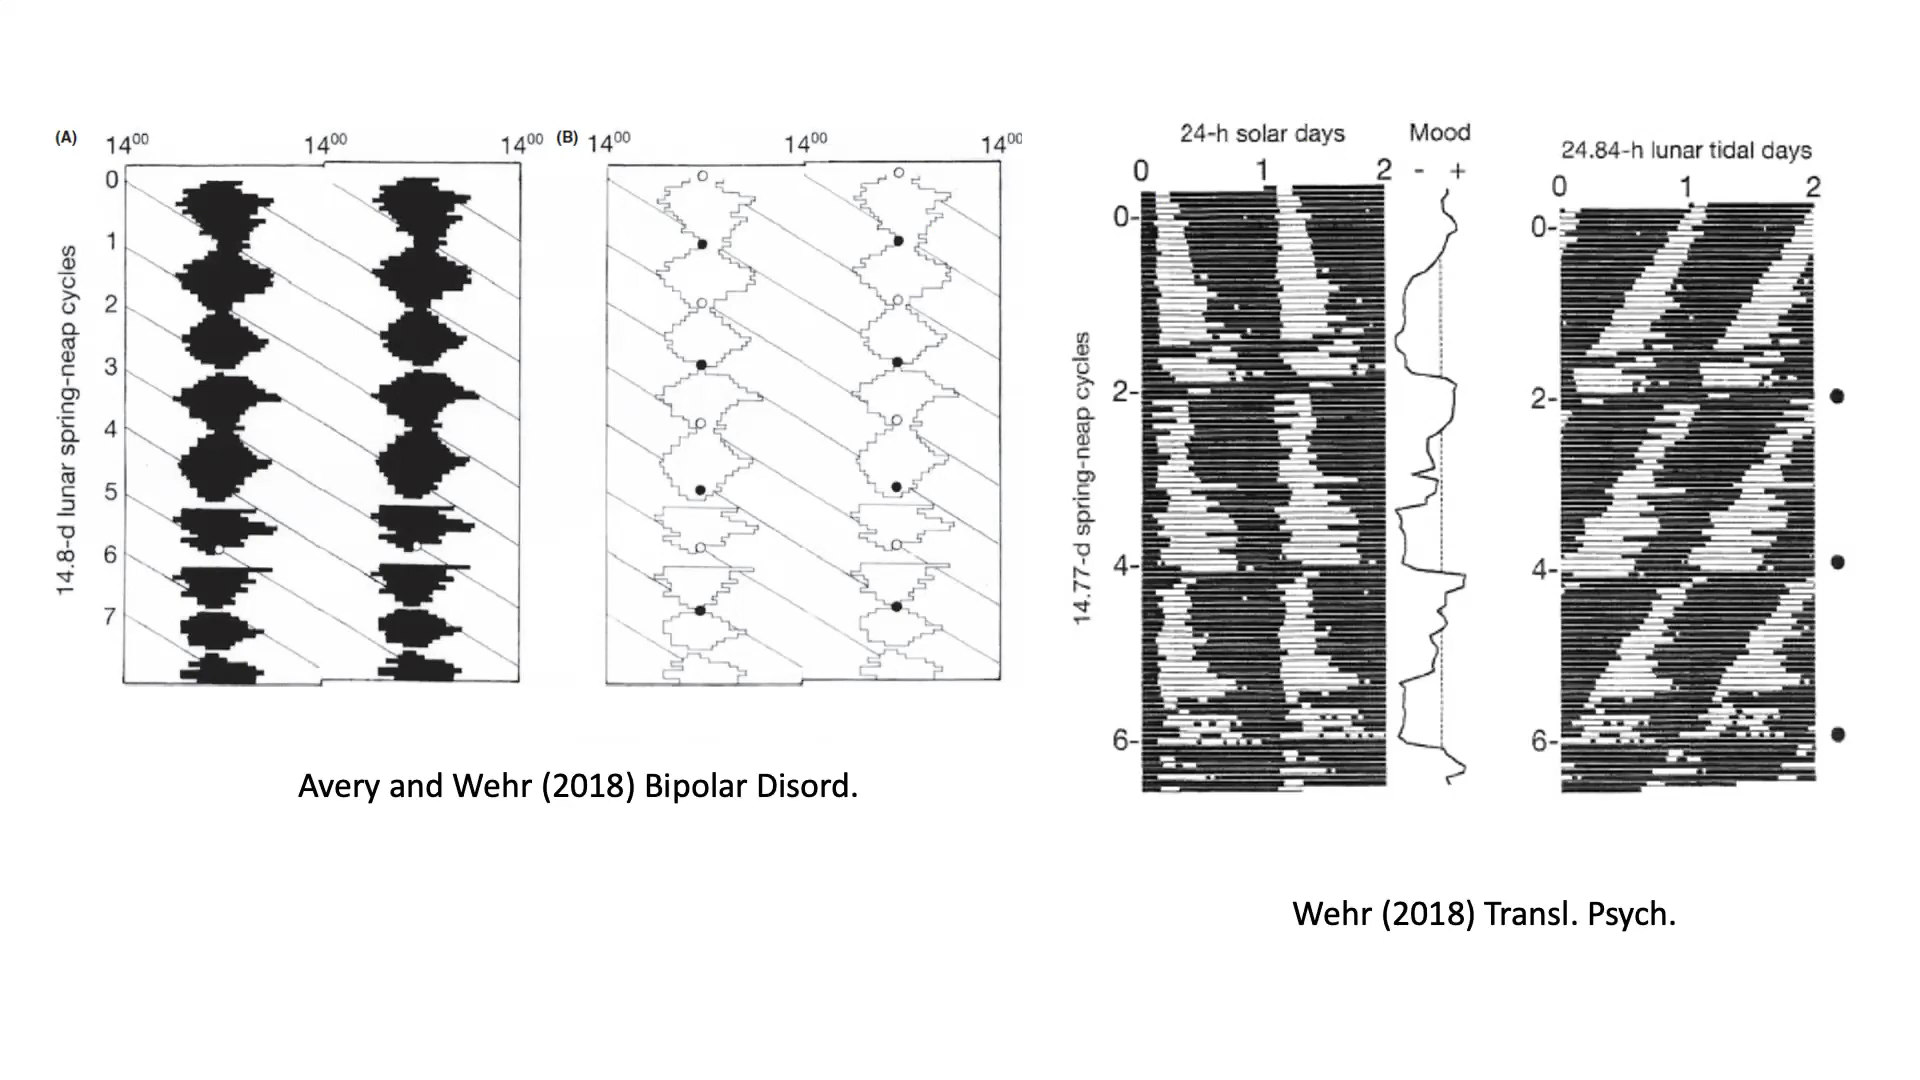 (A) 14⁰⁰ 14⁰⁰ 14⁰⁰
0
1
2
3
4
5
6
7
14.8-d lunar spring-neap cycles
(B) 14⁰⁰ 14⁰⁰ 14⁰⁰
Avery and Wehr (2018) Bipolar Disord.
24-h solar days
0 1 2
Mood
- +
0-
2-
4-
6-
14.77-d spring-neap cycles
24.84-h lunar tidal days
0 1 2
0-
2-
4-
6-
Wehr (2018) Transl. Psych.